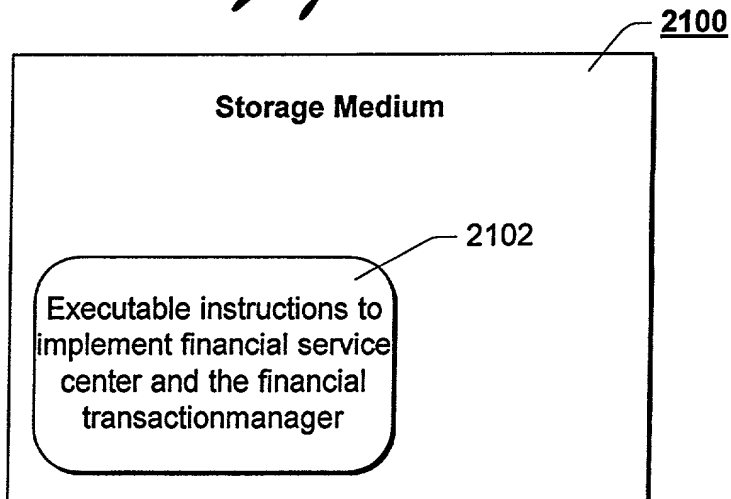 2100
Storage Medium
2102
Executable instructions to
implement financial service
center and the financial
transactionmanager